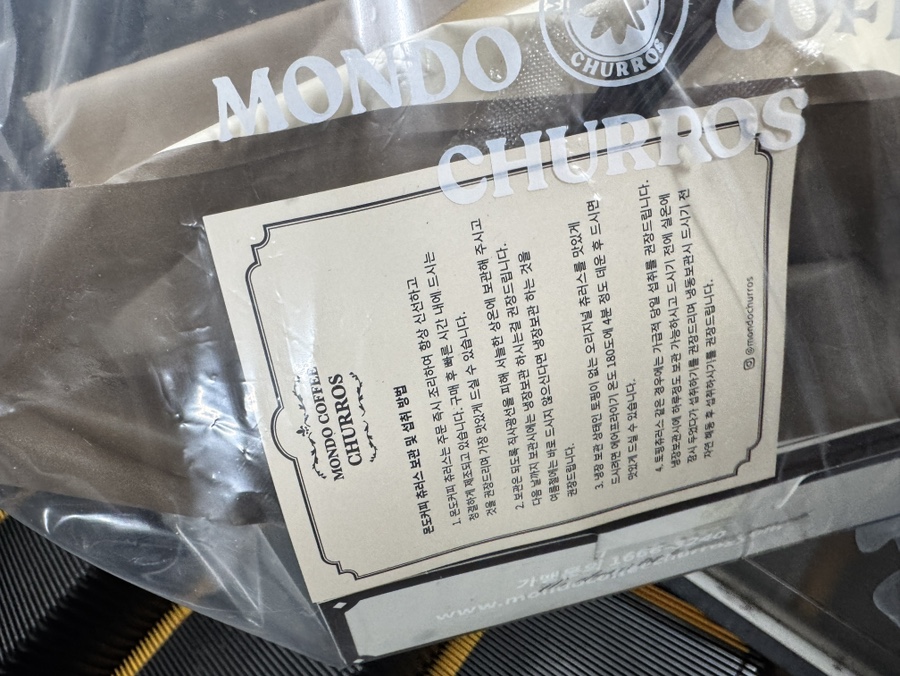 MONDO COFF
CHURROS
CHURROS
MONDO COFFEE
CHURROS
몬도커피 츄러스 보관 및 섭취 방법
1. 몬도커피 츄러스는 주문 즉시 조리하여 항상 신선하고
청결하게 제조되고 있습니다. 구매 후 빠른 시간 내에 드시는
것을 권장드리며 가장 맛있게 드실 수 있습니다.
2. 보관은 되도록 직사광선을 피해 서늘한 상온에 보관해 주시고
다음 날까지 보관시에는 냉장보관 하시는걸 권장드립니다.
여름철에는 바로 드시지 않으신다면 냉장보관 하는 것을
권장드립니다.
3. 냉장 보관 상태인 토핑이 없는 오리지널 츄러스를 맛있게
드시려면 에어프라이기 온도 180도에 4분 정도 데운 후 드시면
맛있게 드실 수 있습니다.
4. 토핑츄러스 같은 경우에는 가급적 당일 섭취를 권장드립니다.
냉장보관시에 하루정도 보관 가능하시고 드시기 전에 실온에
잠시 두었다가 섭취하기를 권장드리며 냉동보관시 드시기 전
자연 해동 후 섭취하시기를 권장드립니다.
@mondochurros